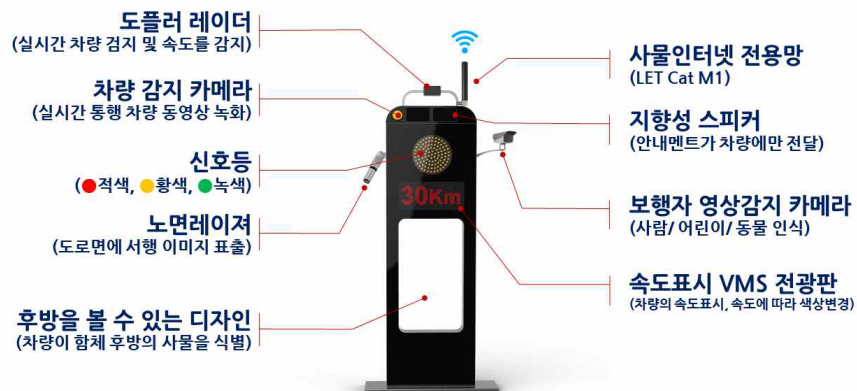 도플러 레이더
(실시간 차량 검지 및 속도를 감지)
차량 감지 카메라
(실시간 통행 차량 동영상 녹화)
신호등
(●적색, ●황색, ●녹색)
노면레이져
(도로면에 서행 이미지 표출)
후방을 볼 수 있는 디자인
(차량이 함체 후방의 사물을 식별)
30Km
사물인터넷 전용망
(LET Cat M1)
지향성 스피커
(안내멘트가 차량에만 전달)
보행자 영상감지 카메라
(사람/ 어린이/ 동물 인식)
속도표시 VMS 전광판
(차량의 속도표시, 속도에 따라 색상변경)